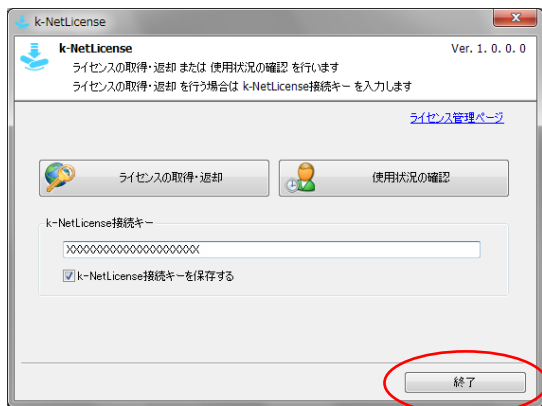 k-NetLicense
k-NetLicense
Ver. 1. 0. 0. 0
ライセンスの取得・返却 または 使用状況の確認 を行います
ライセンスの取得・返却 を行う場合は k-NetLicense接続キー を入力します
ライセンス管理ページ
ライセンスの取得・返却
使用状況の確認
k-NetLicense接続キー
XXXXXXXXXXXXXXXXXXXX
k-NetLicense接続キーを保存する
終了